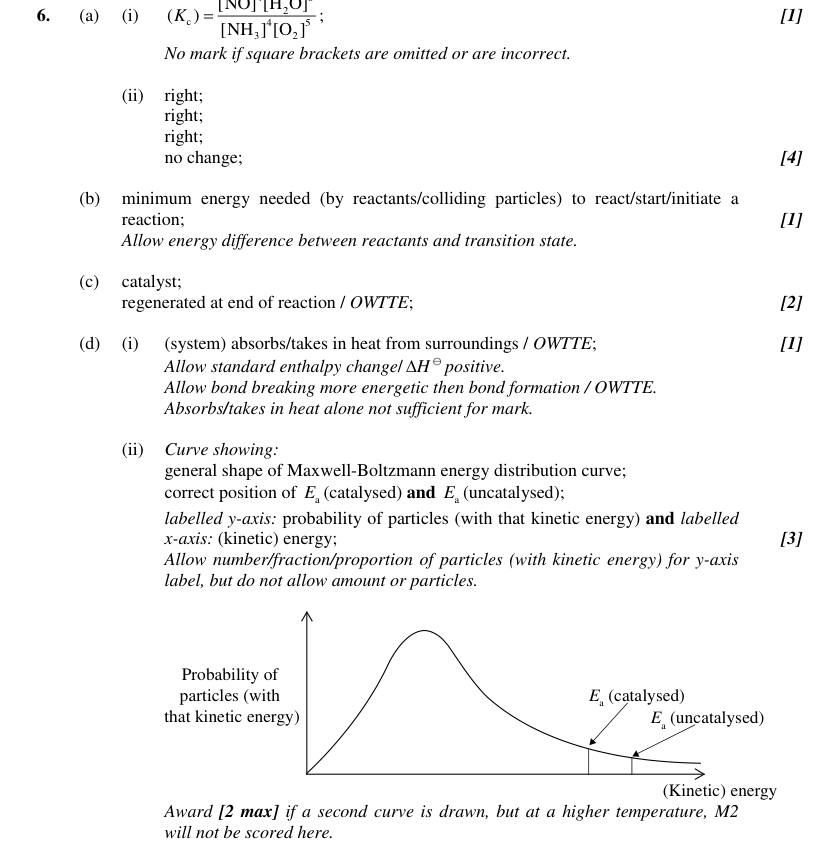 6. (a) (i) (Kc) = [NO]⁴[H₂O]⁶ / [NH₃]⁴[O₂]⁵ ; [1]
No mark if square brackets are omitted or are incorrect.
(ii) right;
right;
right;
no change; [4]
(b) minimum energy needed (by reactants/colliding particles) to react/start/initiate a
reaction; [1]
Allow energy difference between reactants and transition state.
(c) catalyst;
regenerated at end of reaction / OWTTE; [2]
(d) (i) (system) absorbs/takes in heat from surroundings / OWTTE; [1]
Allow standard enthalpy change/ ΔH⊖ positive.
Allow bond breaking more energetic then bond formation / OWTTE.
Absorbs/takes in heat alone not sufficient for mark.
(ii) Curve showing:
general shape of Maxwell-Boltzmann energy distribution curve;
correct position of Ea (catalysed) and Ea (uncatalysed);
labelled y-axis: probability of particles (with that kinetic energy) and labelled
x-axis: (kinetic) energy; [3]
Allow number/fraction/proportion of particles (with kinetic energy) for y-axis
label, but do not allow amount or particles.
Probability of
particles (with
that kinetic energy)
Ea (catalysed)
Ea (uncatalysed)
(Kinetic) energy
Award [2 max] if a second curve is drawn, but at a higher temperature, M2
will not be scored here.